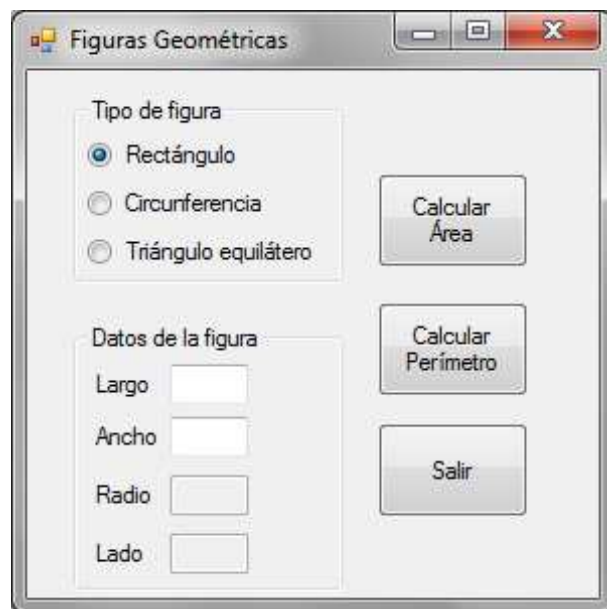 Figuras Geométricas
Tipo de figura
Rectángulo
Circunferencia
Triángulo equilátero
Calcular
Área
Datos de la figura
Largo
Ancho
Radio
Lado
Calcular
Perímetro
Salir